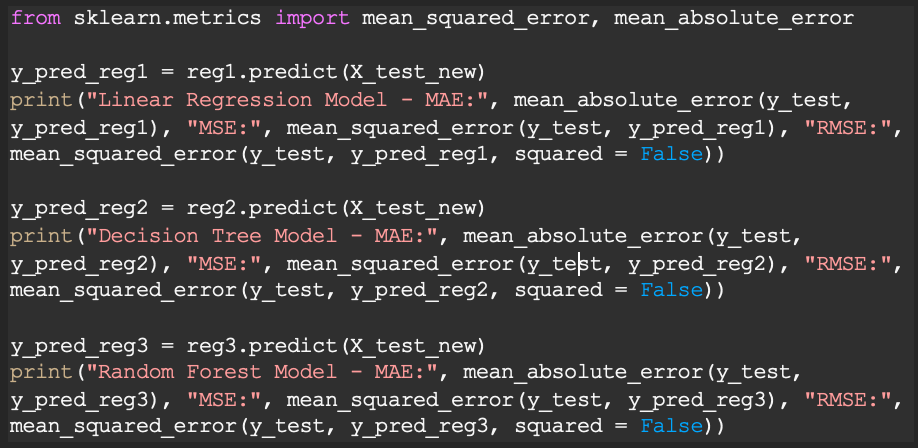 from sklearn.metrics import mean_squared_error, mean_absolute_error
y_pred_reg1 = reg1.predict(X_test_new)
print("Linear Regression Model - MAE:", mean_absolute_error(y_test,
y_pred_reg1), "MSE:", mean_squared_error(y_test, y_pred_reg1), "RMSE:",
mean_squared_error(y_test, y_pred_reg1, squared = False))
y_pred_reg2 = reg2.predict(X_test_new)
print("Decision Tree Model - MAE:", mean_absolute_error(y_test,
y_pred_reg2), "MSE:", mean_squared_error(y_test, y_pred_reg2), "RMSE:",
mean_squared_error(y_test, y_pred_reg2, squared = False))
y_pred_reg3 = reg3.predict(X_test_new)
print("Random Forest Model - MAE:", mean_absolute_error(y_test,
y_pred_reg3), "MSE:", mean_squared_error(y_test, y_pred_reg3), "RMSE:",
mean_squared_error(y_test, y_pred_reg3, squared = False))